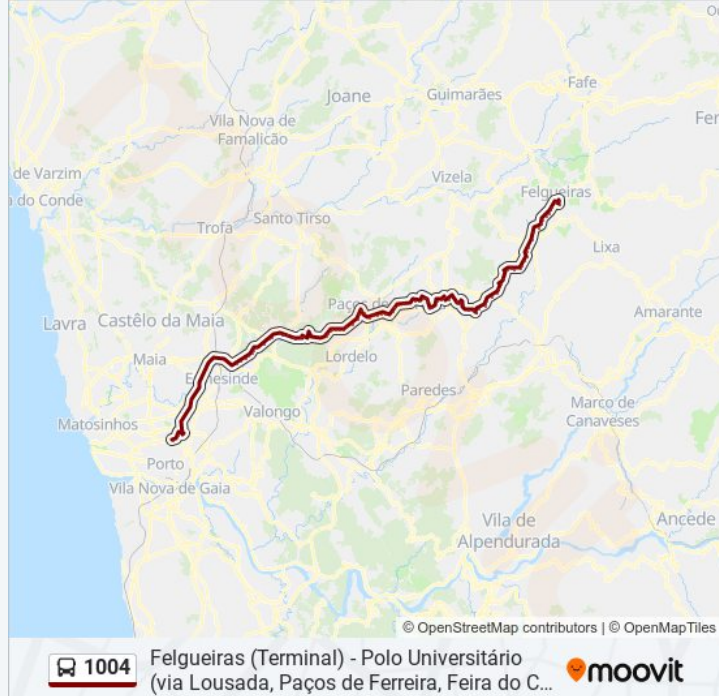 Joane
Guimarães
Fafe
Vila Nova de
Famalicão
de Varzim
a do Conde
Vizela
Felgueiras
Trofa
Santo Tirso
Lixa
Lavra
Castêlo da Maia
Paços de
Amarante
Maia
Lordelo
Paredes
Valongo
Matosinhos
Marco de
Canaveses
Porto
Vila Nova de Gaia
Vila de
Alpendurada
Ancede
© OpenStreetMap contributors | © OpenMapTiles
1004
Felgueiras (Terminal) - Polo Universitário
(via Lousada, Paços de Ferreira, Feira do C...
moovit